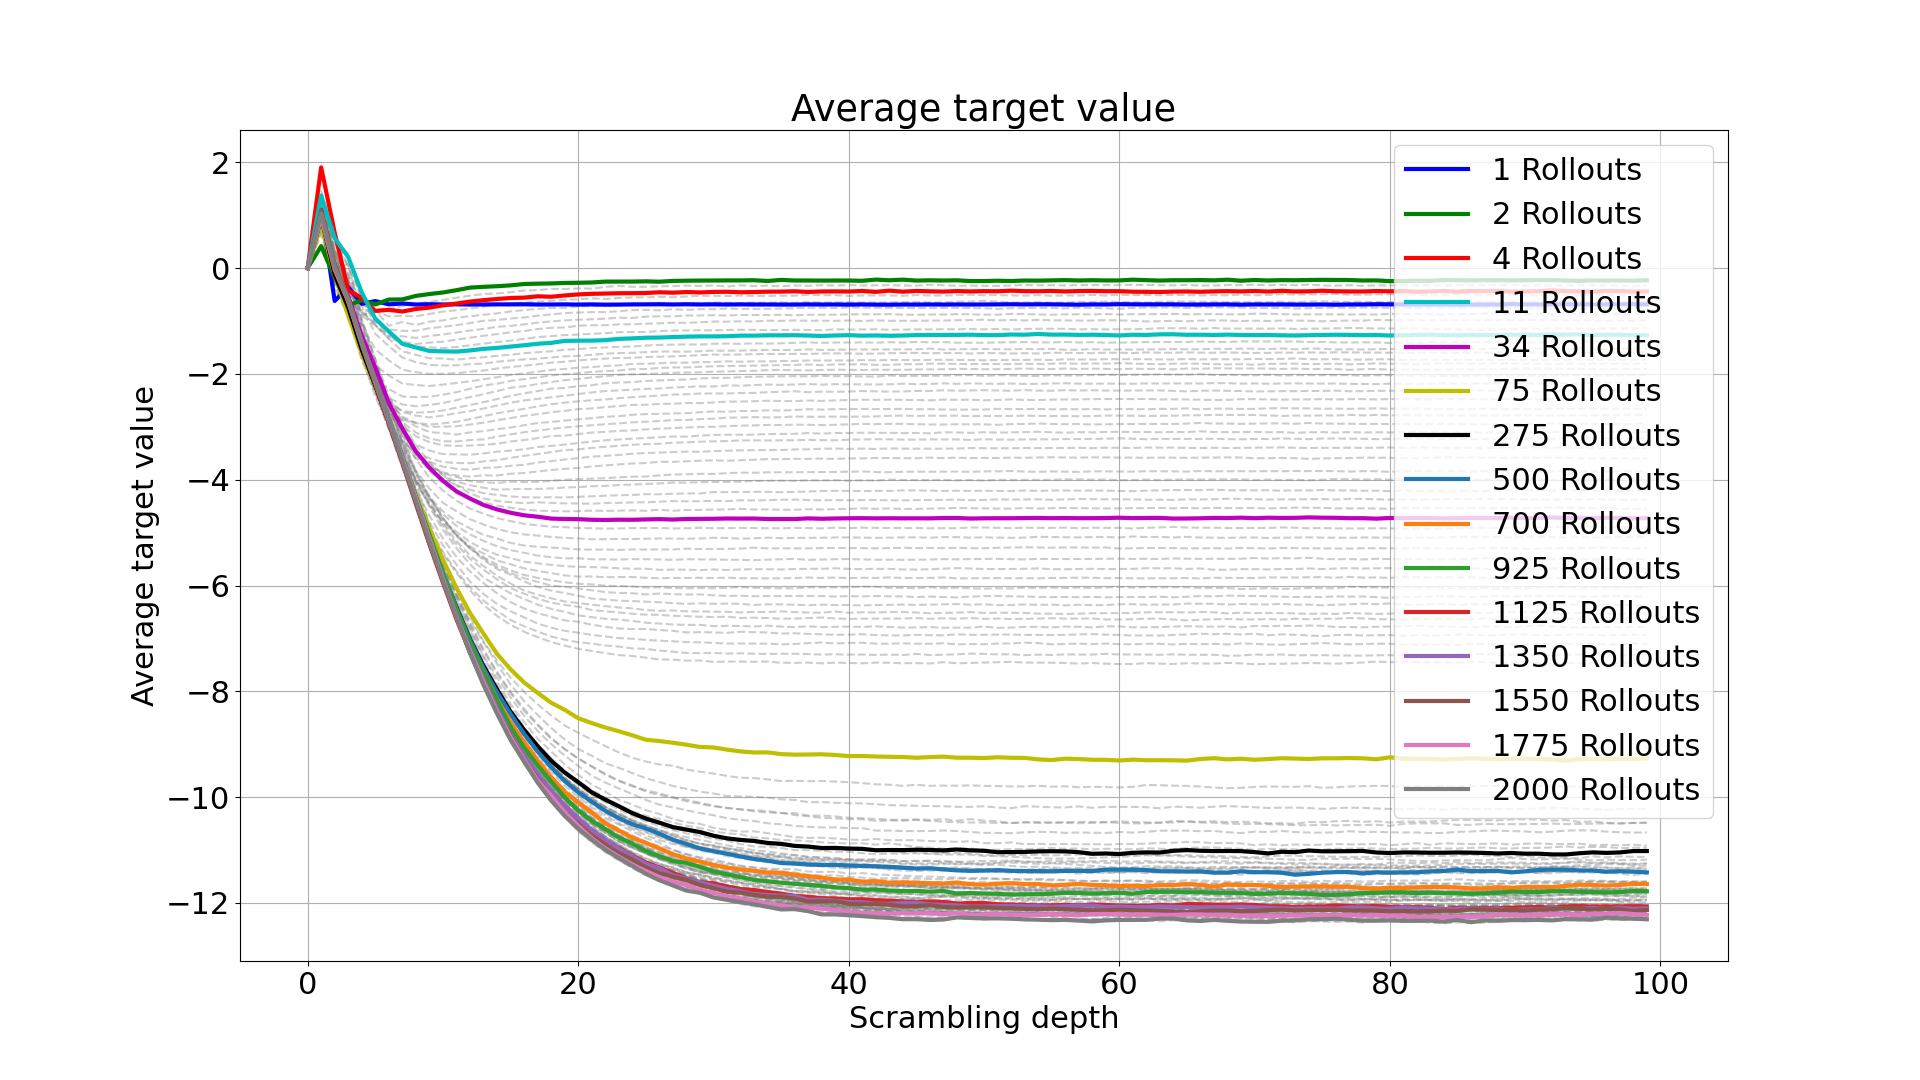 Average target value
2
0
−2
−4
−6
−8
−10
−12
Average target value
0
20
40
60
80
100
Scrambling depth
1 Rollouts
2 Rollouts
4 Rollouts
11 Rollouts
34 Rollouts
75 Rollouts
275 Rollouts
500 Rollouts
700 Rollouts
925 Rollouts
1125 Rollouts
1350 Rollouts
1550 Rollouts
1775 Rollouts
2000 Rollouts